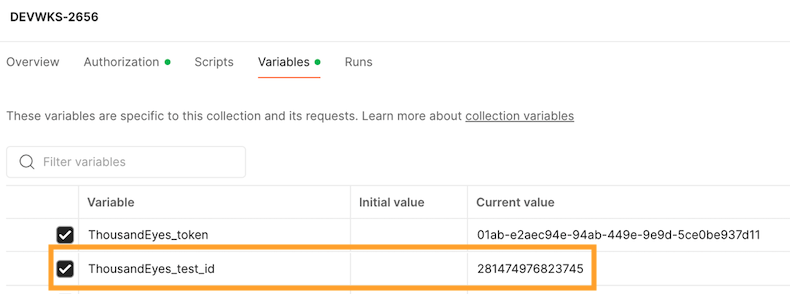 DEVWKS-2656
Overview Authorization Scripts Variables Runs
These variables are specific to this collection and its requests. Learn more about collection variables
Filter variables
Variable Initial value Current value
ThousandEyes_token 01ab-e2aec94e-94ab-449e-9e9d-5ce0be937d11
ThousandEyes_test_id 281474976823745